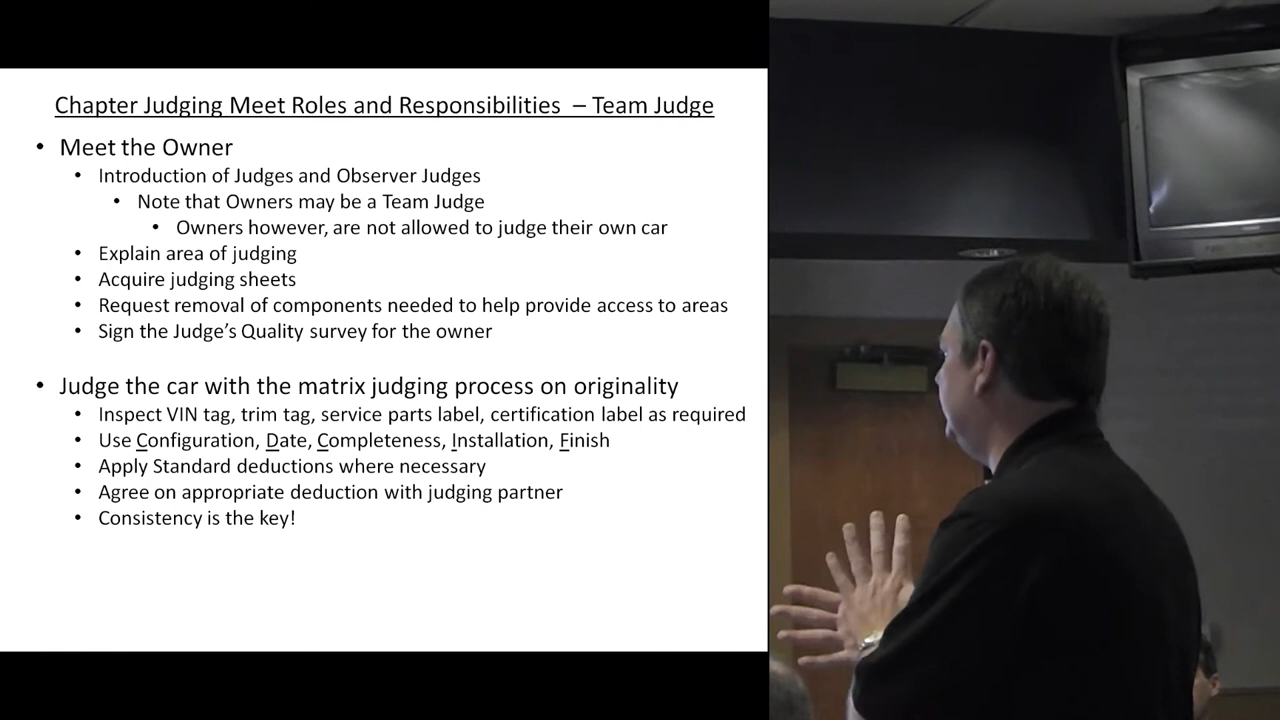 Chapter Judging Meet Roles and Responsibilities – Team Judge
• Meet the Owner
• Introduction of Judges and Observer Judges
• Note that Owners may be a Team Judge
• Owners however, are not allowed to judge their own car
• Explain area of judging
• Acquire judging sheets
• Request removal of components needed to help provide access to areas
• Sign the Judge’s Quality survey for the owner
• Judge the car with the matrix judging process on originality
• Inspect VIN tag, trim tag, service parts label, certification label as required
• Use Configuration, Date, Completeness, Installation, Finish
• Apply Standard deductions where necessary
• Agree on appropriate deduction with judging partner
• Consistency is the key!